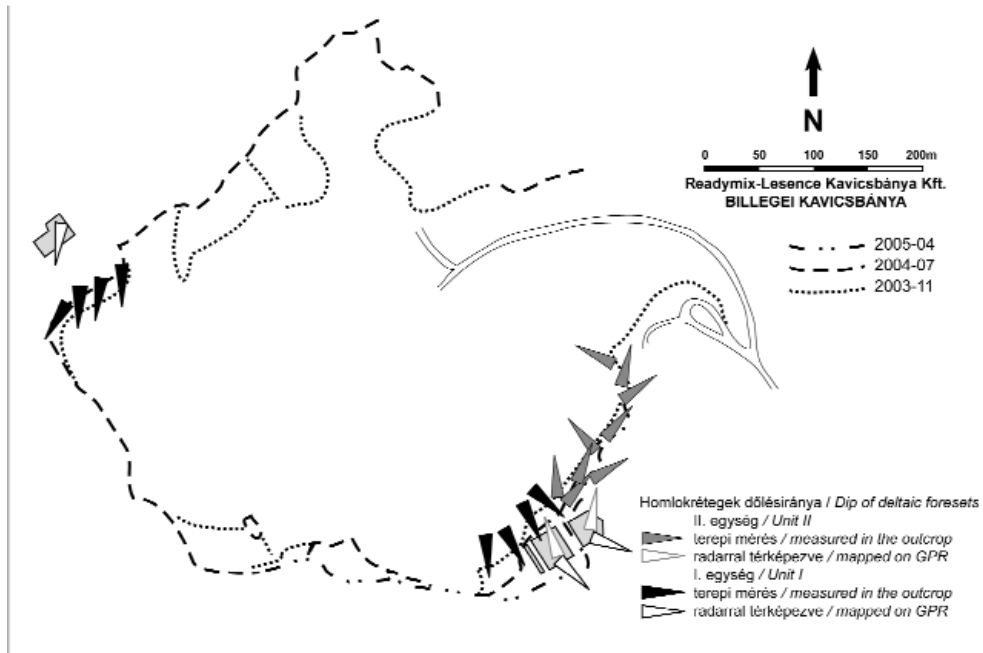 N
0 50 100 150 200m
Readymix-Lesence Kavicsbánya Kft.
BILLEGEI KAVICSBÁNYA
2005-04
2004-07
2003-11
Homlokrétegek dőlésiránya / Dip of deltaic foresets
II. egység / Unit II
terepi mérés / measured in the outcrop
radarral térképezve / mapped on GPR
I. egység / Unit I
terepi mérés / measured in the outcrop
radarral térképezve / mapped on GPR